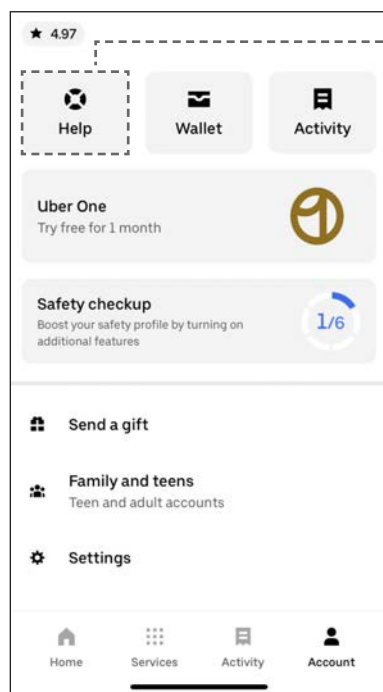 4.97
Help
Wallet
Activity
Uber One
Try free for 1 month
Safety checkup
Boost your safety profile by turning on
additional features
1/6
Send a gift
Family and teens
Teen and adult accounts
Settings
Home
Services
Activity
Account